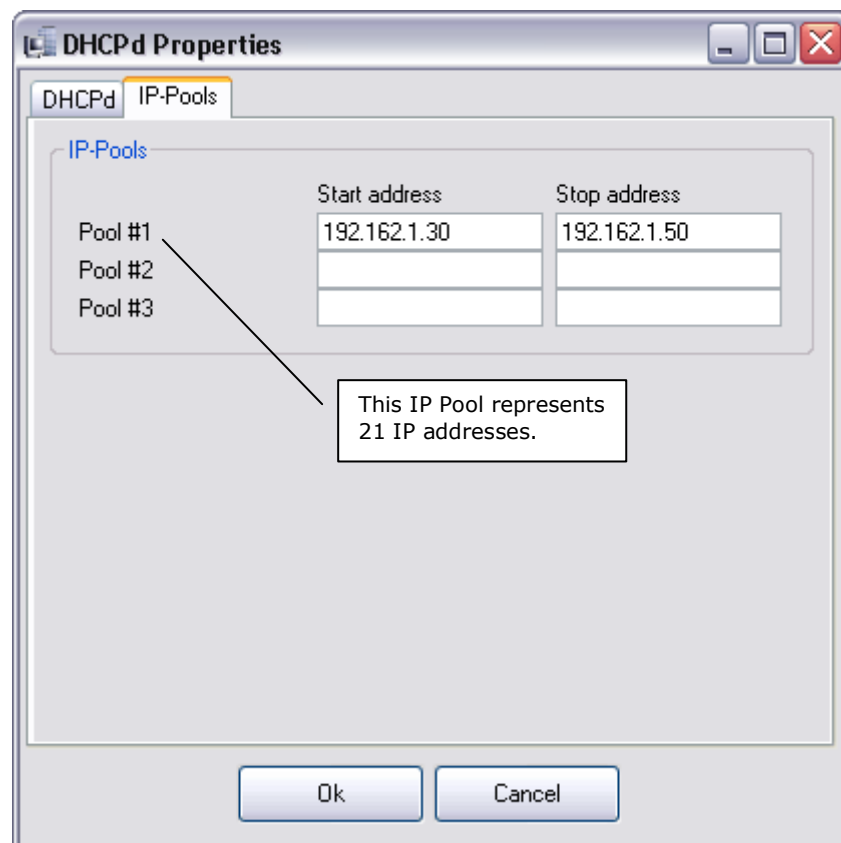 DHCPd Properties
DHCPd IP-Pools
IP-Pools
Start address Stop address
Pool #1 192.162.1.30 192.162.1.50
Pool #2
Pool #3
This IP Pool represents
21 IP addresses.
Ok Cancel